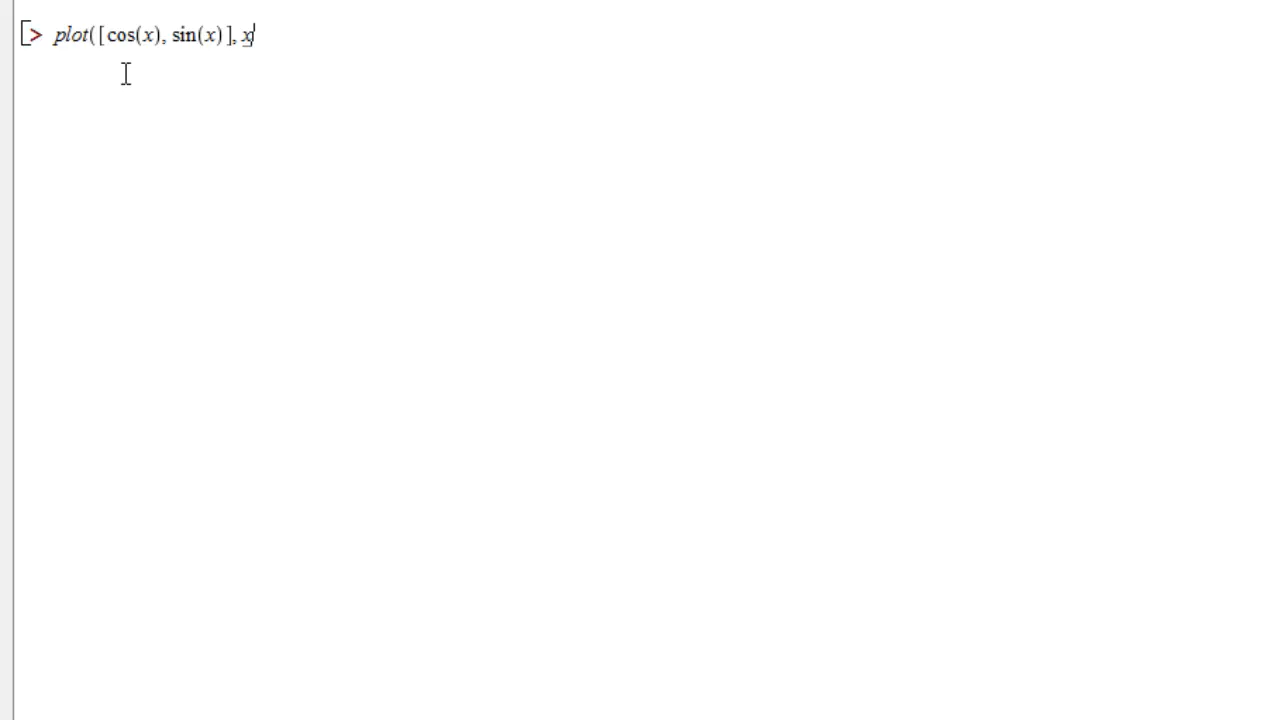 > plot([cos(x), sin(x)], x